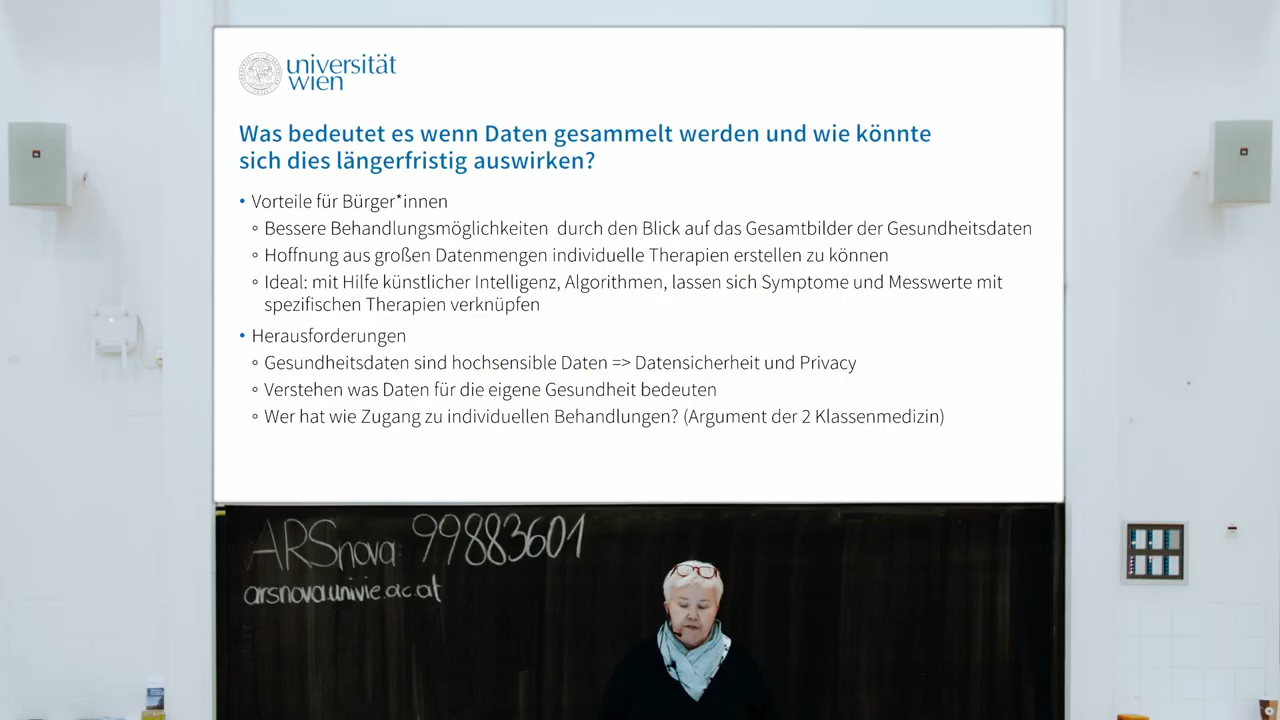 universität
wien
Was bedeutet es wenn Daten gesammelt werden und wie könnte
sich dies längerfristig auswirken?
• Vorteile für Bürger*innen
◦ Bessere Behandlungsmöglichkeiten durch den Blick auf das Gesamtbilder der Gesundheitsdaten
◦ Hoffnung aus großen Datenmengen individuelle Therapien erstellen zu können
◦ Ideal: mit Hilfe künstlicher Intelligenz, Algorithmen, lassen sich Symptome und Messwerte mit
spezifischen Therapien verknüpfen
• Herausforderungen
◦ Gesundheitsdaten sind hochsensible Daten => Datensicherheit und Privacy
◦ Verstehen was Daten für die eigene Gesundheit bedeuten
◦ Wer hat wie Zugang zu individuellen Behandlungen? (Argument der 2 Klassenmedizin)
ARSnova: 99883601
arsnova.univie.ac.at